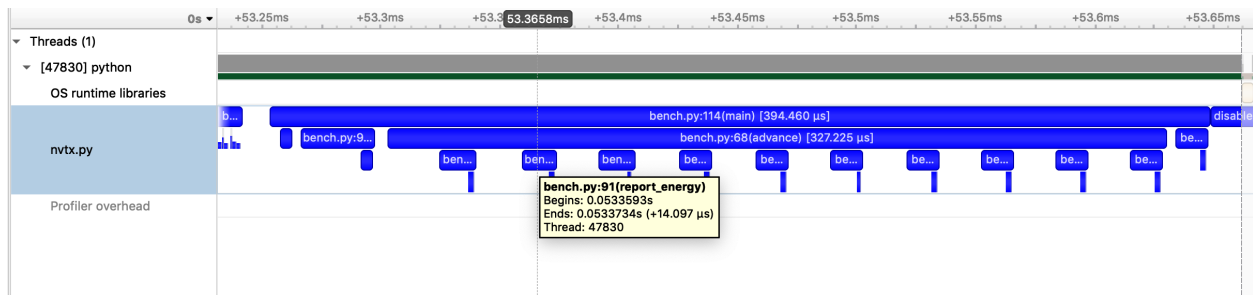 0s +53.25ms +53.3ms +53.3 53.3658ms +53.4ms +53.45ms +53.5ms +53.55ms +53.6ms +53.65ms
Threads (1)
[47830] python
OS runtime libraries
nvtx.py
b... bench.py:114(main) [394.460 μs] disable
bench.py:9... bench.py:68(advance) [327.225 μs] be...
ben... ben... ben... be... be... be... be... be... be... be...
bench.py:91(report_energy)
Begins: 0.0533593s
Ends: 0.0533734s (+14.097 μs)
Thread: 47830
Profiler overhead